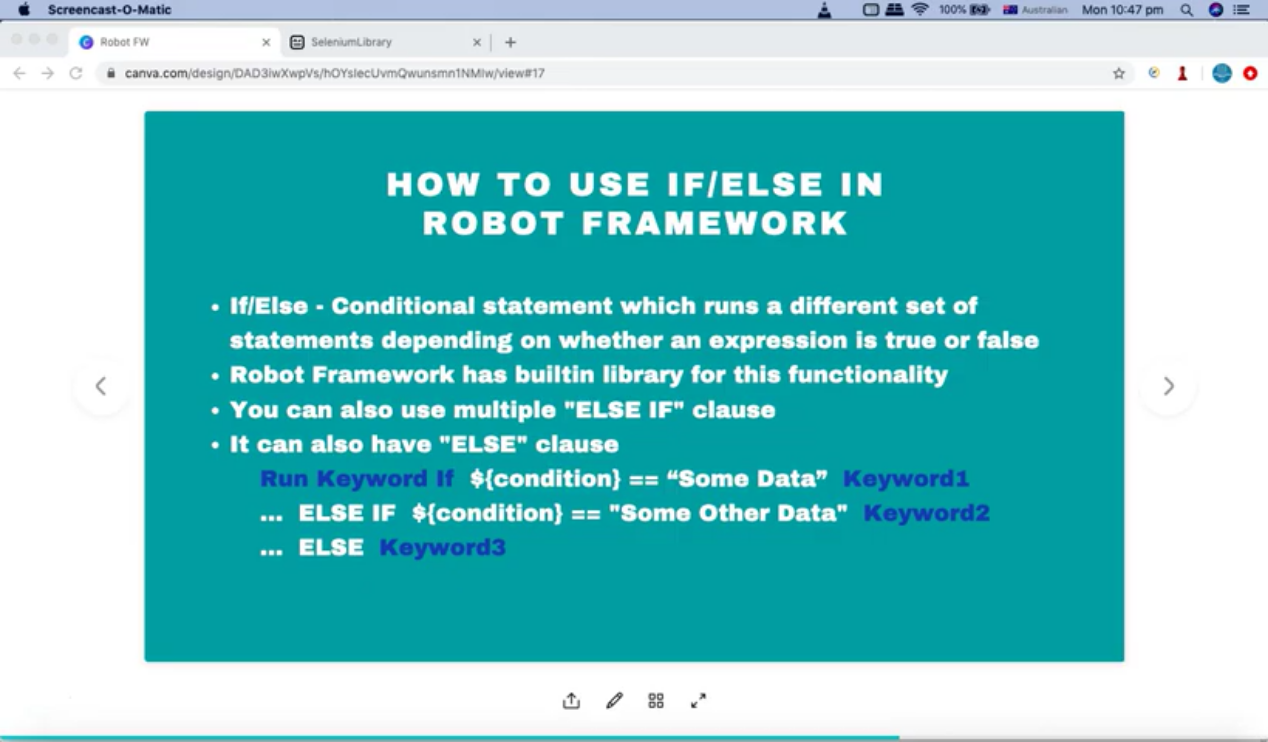 Screencast-O-Matic
100%
Australian
Mon 10:47 pm
Robot FW
SeleniumLibrary
canva.com/design/DAD3iwXwpVs/hOYslecUvmQwunsmn1NMIw/view#17
HOW TO USE IF/ELSE IN
ROBOT FRAMEWORK
• If/Else - Conditional statement which runs a different set of
statements depending on whether an expression is true or false
• Robot Framework has builtin library for this functionality
• You can also use multiple "ELSE IF" clause
• It can also have "ELSE" clause
Run Keyword If ${condition} == “Some Data” Keyword1
... ELSE IF ${condition} == "Some Other Data" Keyword2
... ELSE Keyword3